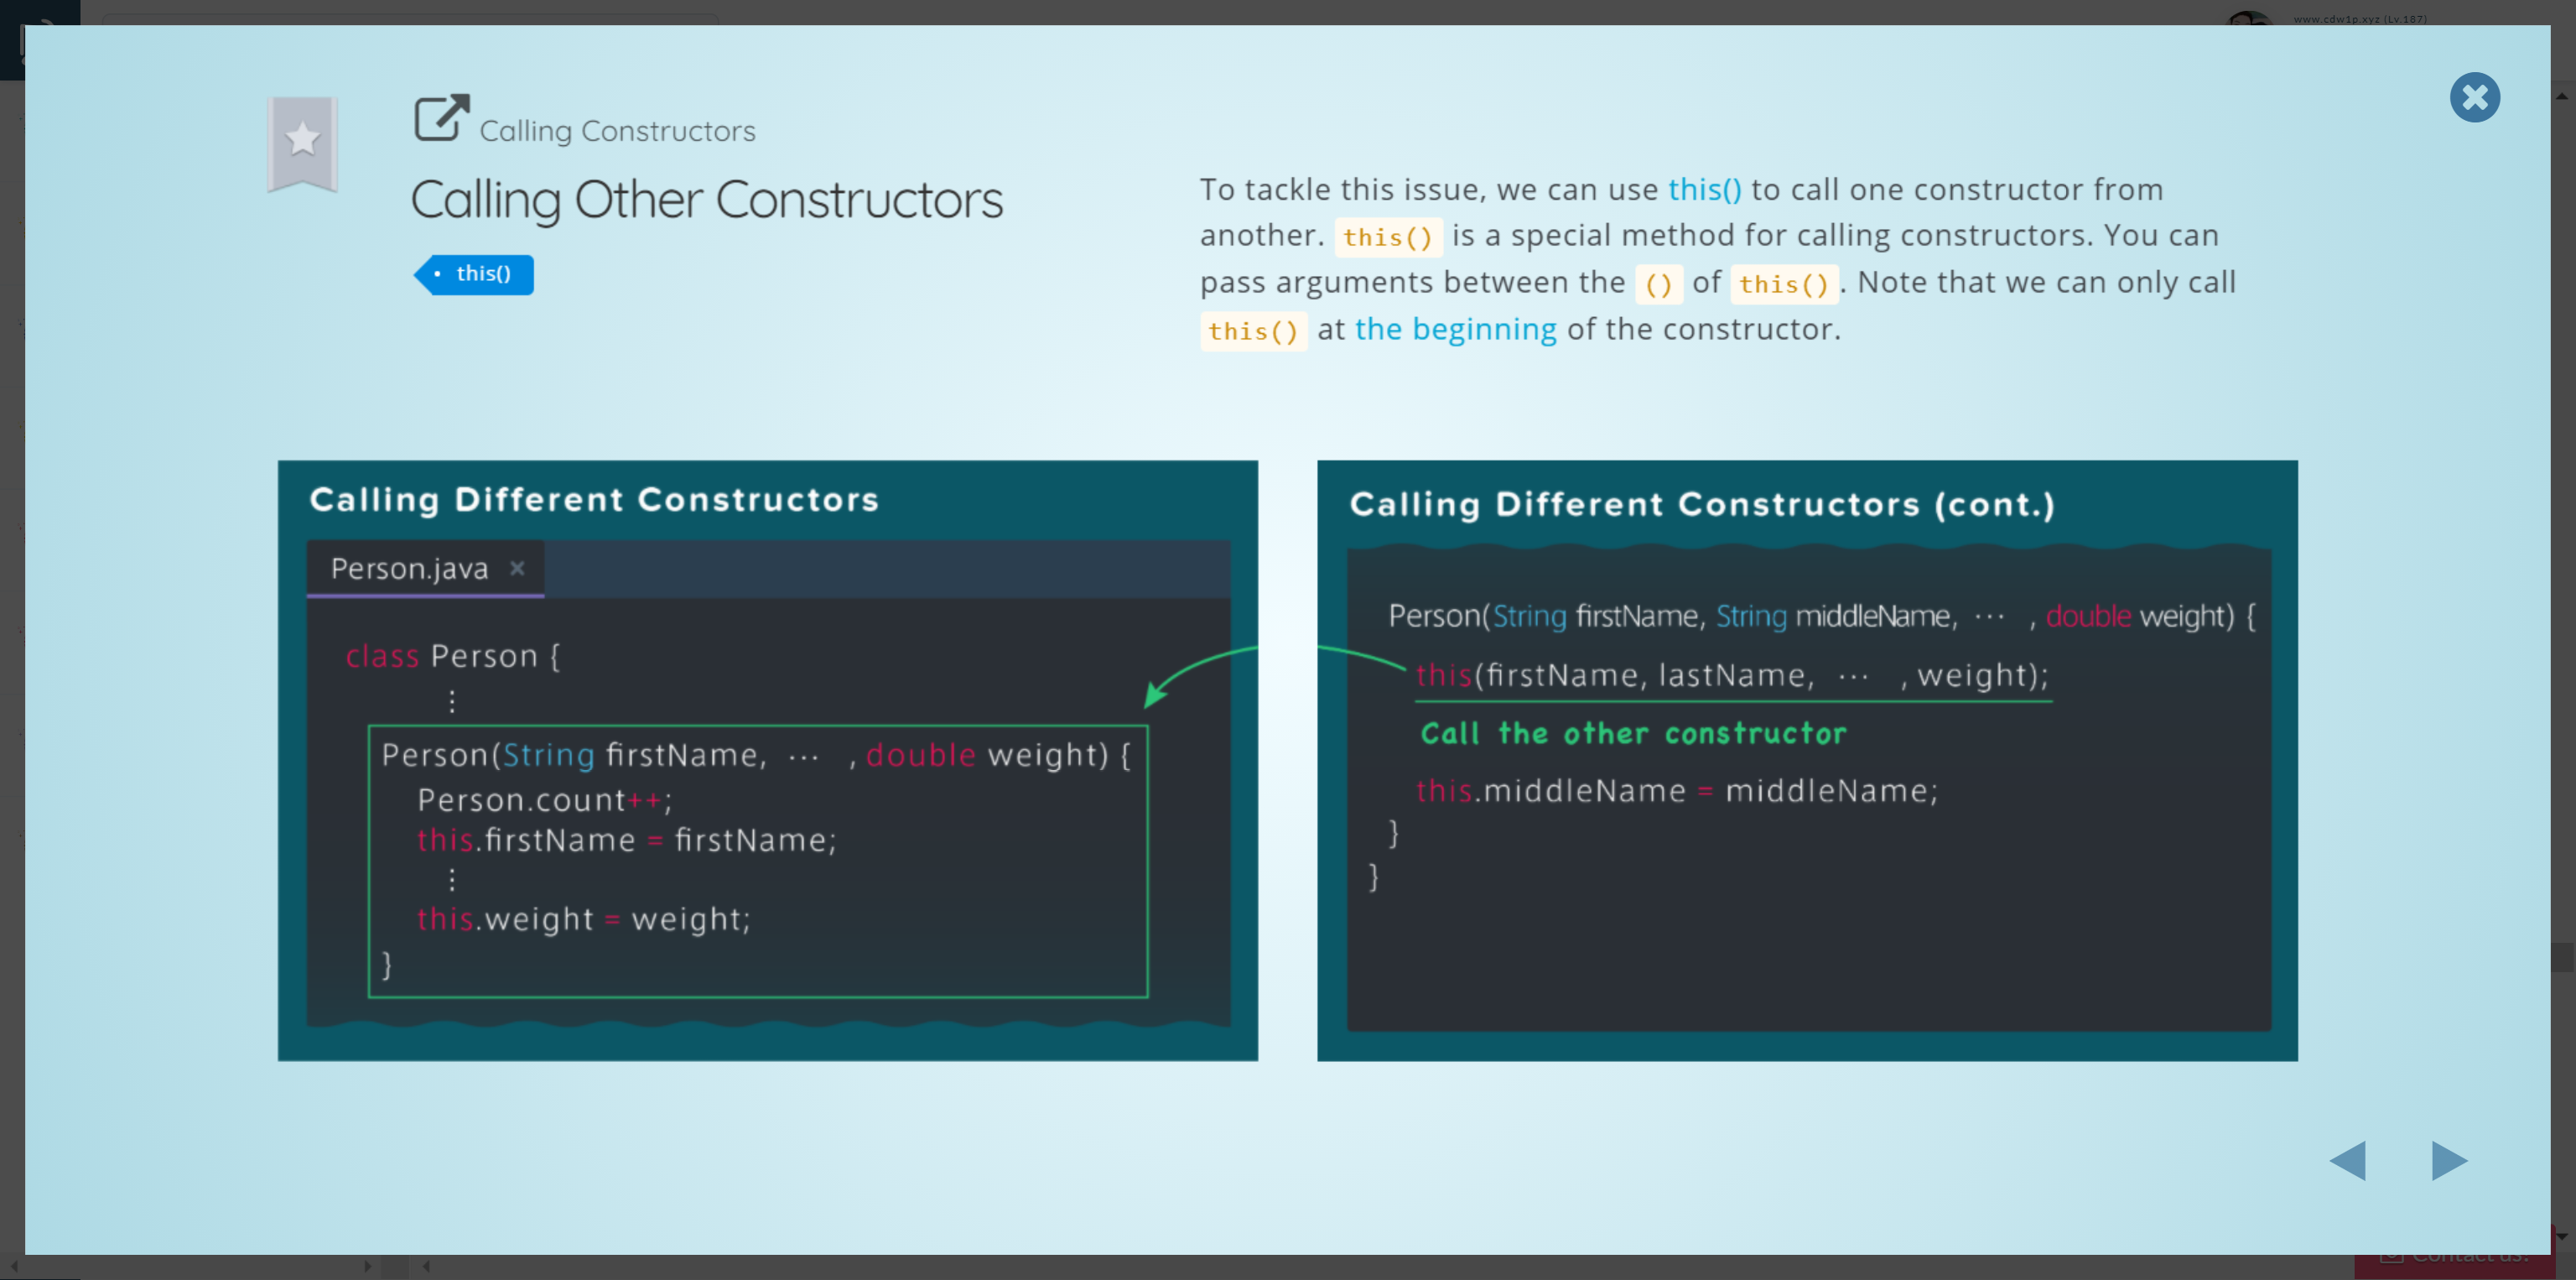 www.cdw1p.xyz (Lv.187)
Calling Constructors
Calling Other Constructors
• this()
To tackle this issue, we can use this() to call one constructor from
another. this() is a special method for calling constructors. You can
pass arguments between the () of this(). Note that we can only call
this() at the beginning of the constructor.
Calling Different Constructors
Person.java ×
class Person {
⋮
Person(String firstName, ··· , double weight) {
Person.count++;
this.firstName = firstName;
⋮
this.weight = weight;
}
Calling Different Constructors (cont.)
Person(String firstName, String middleName, ··· , double weight) {
this(firstName, lastName, ··· , weight);
Call the other constructor
this.middleName = middleName;
}
}
Contact us!